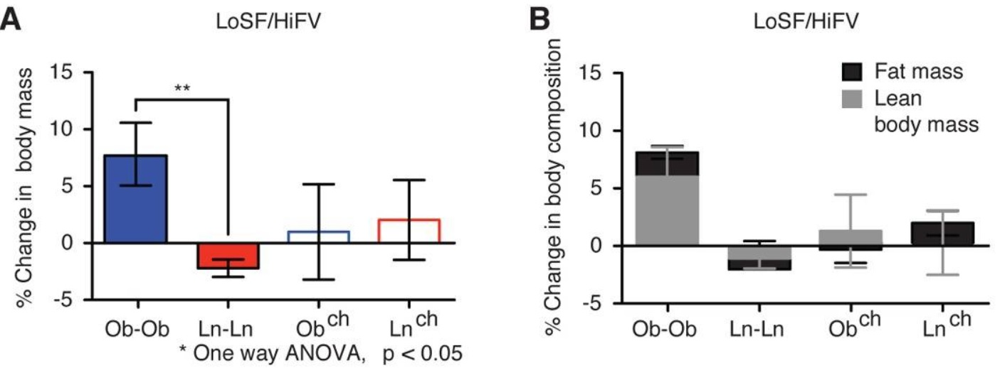 A
LoSF/HiFV
% Change in body mass
15
10
5
0
-5
**
Ob-Ob
Ln-Ln
Ob^ch
Ln^ch
* One way ANOVA, p < 0.05
B
LoSF/HiFV
% Change in body composition
15
10
5
0
-5
Fat mass
Lean
body mass
Ob-Ob
Ln-Ln
Ob^ch
Ln^ch